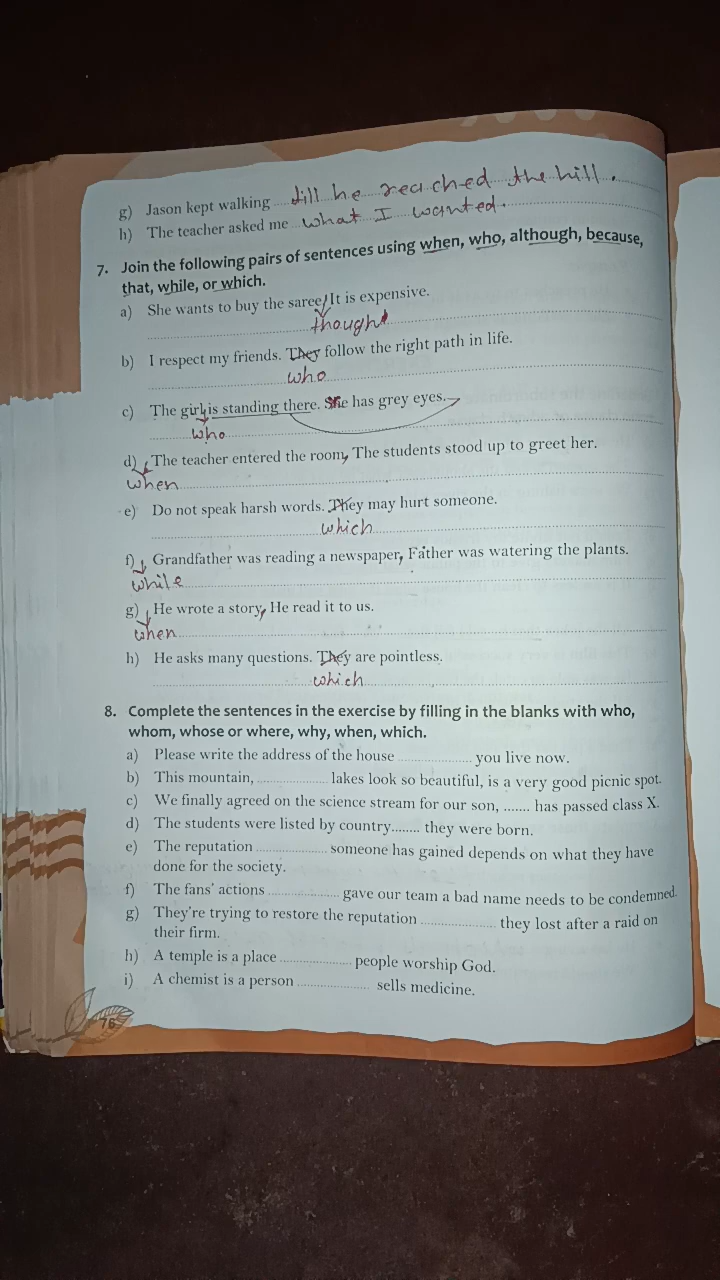 g) Jason kept walking till he reached the hill.
h) The teacher asked me what I wanted.
7. Join the following pairs of sentences using when, who, although, because,
that, while, or which.
a) She wants to buy the saree/It is expensive.
though
b) I respect my friends. They follow the right path in life.
who
c) The girl is standing there. She has grey eyes.
who
d) The teacher entered the room, The students stood up to greet her.
when
e) Do not speak harsh words. They may hurt someone.
which
f) Grandfather was reading a newspaper, Father was watering the plants.
while
g) He wrote a story, He read it to us.
when
h) He asks many questions. They are pointless.
which
8. Complete the sentences in the exercise by filling in the blanks with who,
whom, whose or where, why, when, which.
a) Please write the address of the house .................... you live now.
b) This mountain, .................... lakes look so beautiful, is a very good picnic spot.
c) We finally agreed on the science stream for our son, ....... has passed class X.
d) The students were listed by country........ they were born.
e) The reputation .................... someone has gained depends on what they have
done for the society.
f) The fans' actions .................... gave our team a bad name needs to be condemned.
g) They're trying to restore the reputation .................... they lost after a raid on
their firm.
h) A temple is a place .................... people worship God.
i) A chemist is a person .................... sells medicine.
76